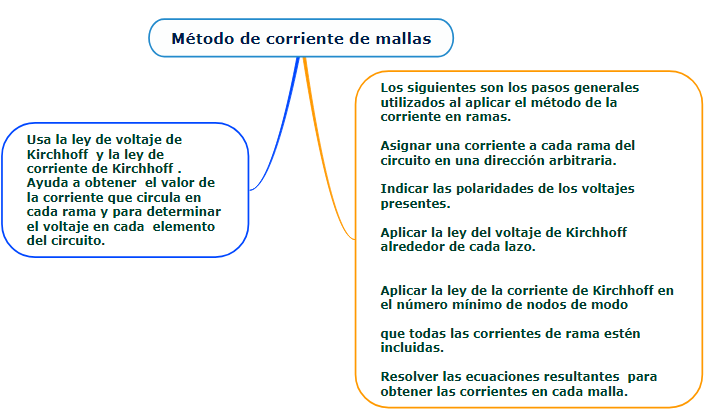 Método de corriente de mallas
Usa la ley de voltaje de
Kirchhoff y la ley de
corriente de Kirchhoff .
Ayuda a obtener el valor de
la corriente que circula en
cada rama y para determinar
el voltaje en cada elemento
del circuito.
Los siguientes son los pasos generales
utilizados al aplicar el método de la
corriente en ramas.
Asignar una corriente a cada rama del
circuito en una dirección arbitraria.
Indicar las polaridades de los voltajes
presentes.
Aplicar la ley del voltaje de Kirchhoff
alrededor de cada lazo.
Aplicar la ley de la corriente de Kirchhoff en
el número mínimo de nodos de modo
que todas las corrientes de rama estén
incluidas.
Resolver las ecuaciones resultantes para
obtener las corrientes en cada malla.